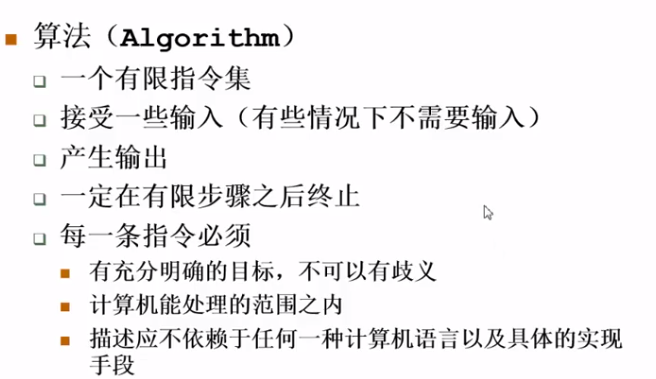 算法（Algorithm）
一个有限指令集
接受一些输入（有些情况下不需要输入）
产生输出
一定在有限步骤之后终止
每一条指令必须
有充分明确的目标，不可以有歧义
计算机能处理的范围之内
描述应不依赖于任何一种计算机语言以及具体的实现
手段